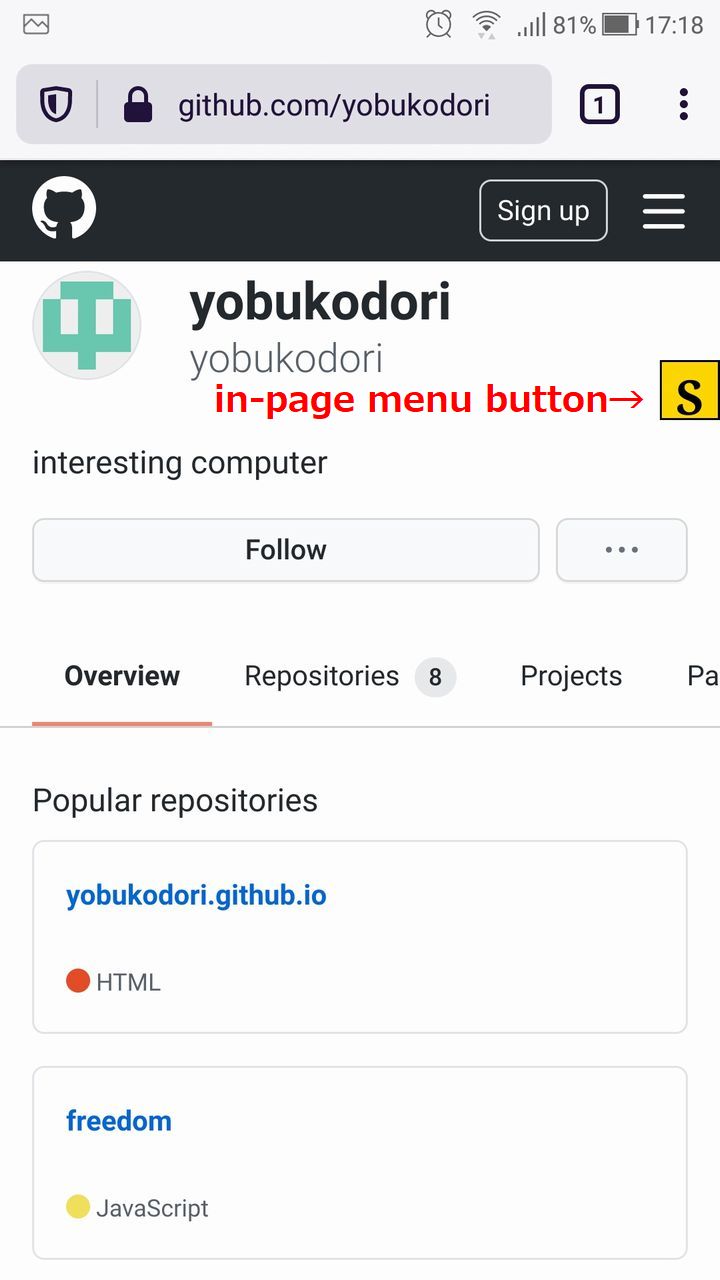 81% 17:18
github.com/yobukodori 1
Sign up
yobukodori
yobukodori
in-page menu button→ S
interesting computer
Follow ...
Overview Repositories 8 Projects Pa
Popular repositories
yobukodori.github.io
HTML
freedom
JavaScript